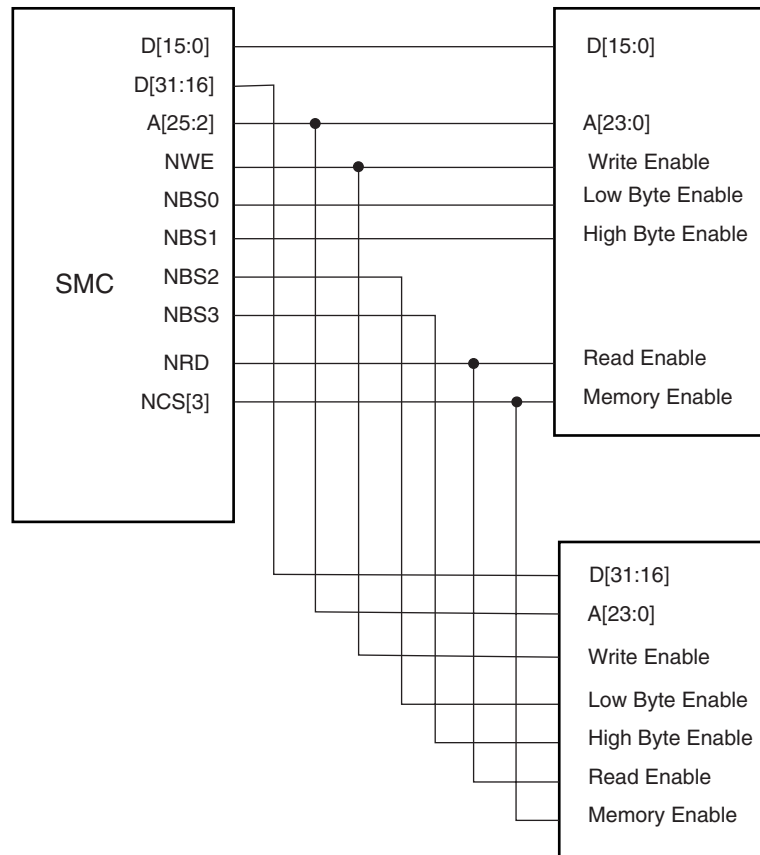 SMC
D[15:0]
D[31:16]
A[25:2]
NWE
NBS0
NBS1
NBS2
NBS3
NRD
NCS[3]
D[15:0]
A[23:0]
Write Enable
Low Byte Enable
High Byte Enable
Read Enable
Memory Enable
D[31:16]
A[23:0]
Write Enable
Low Byte Enable
High Byte Enable
Read Enable
Memory Enable